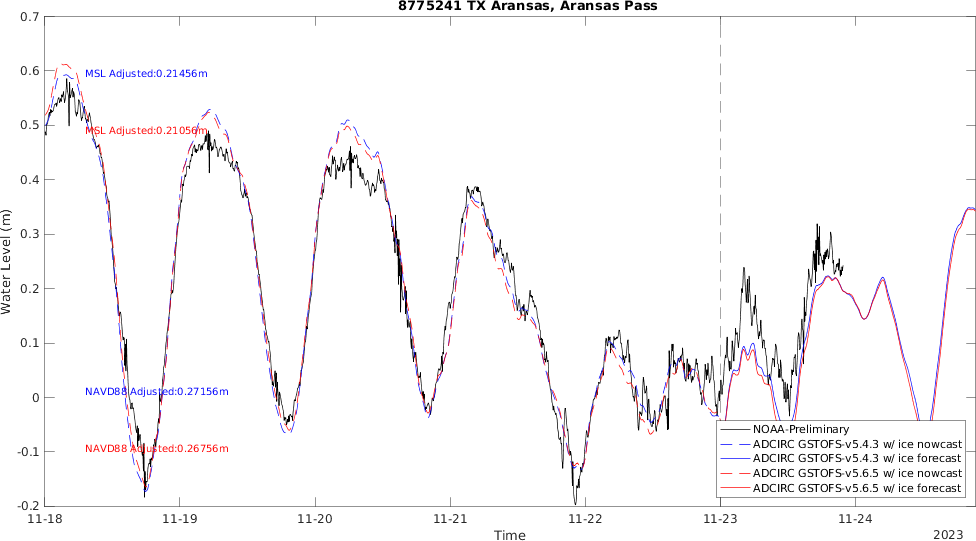 8775241 TX Aransas, Aransas Pass
0.7
0.6
0.5
0.4
0.3
0.2
0.1
0
-0.1
-0.2
Water Level (m)
MSL Adjusted:0.21456m
MSL Adjusted:0.21056m
NAVD88 Adjusted:0.27156m
NAVD88 Adjusted:0.26756m
NOAA-Preliminary
ADCIRC GSTOFS-v5.4.3 w/ ice nowcast
ADCIRC GSTOFS-v5.4.3 w/ ice forecast
ADCIRC GSTOFS-v5.6.5 w/ ice nowcast
ADCIRC GSTOFS-v5.6.5 w/ ice forecast
11-18 11-19 11-20 11-21 11-22 11-23 11-24
Time
2023